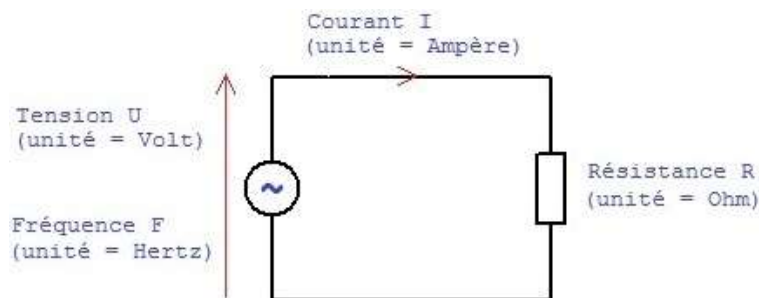 Courant I
(unité = Ampère)
Tension U
(unité = Volt)
Résistance R
(unité = Ohm)
Fréquence F
(unité = Hertz)